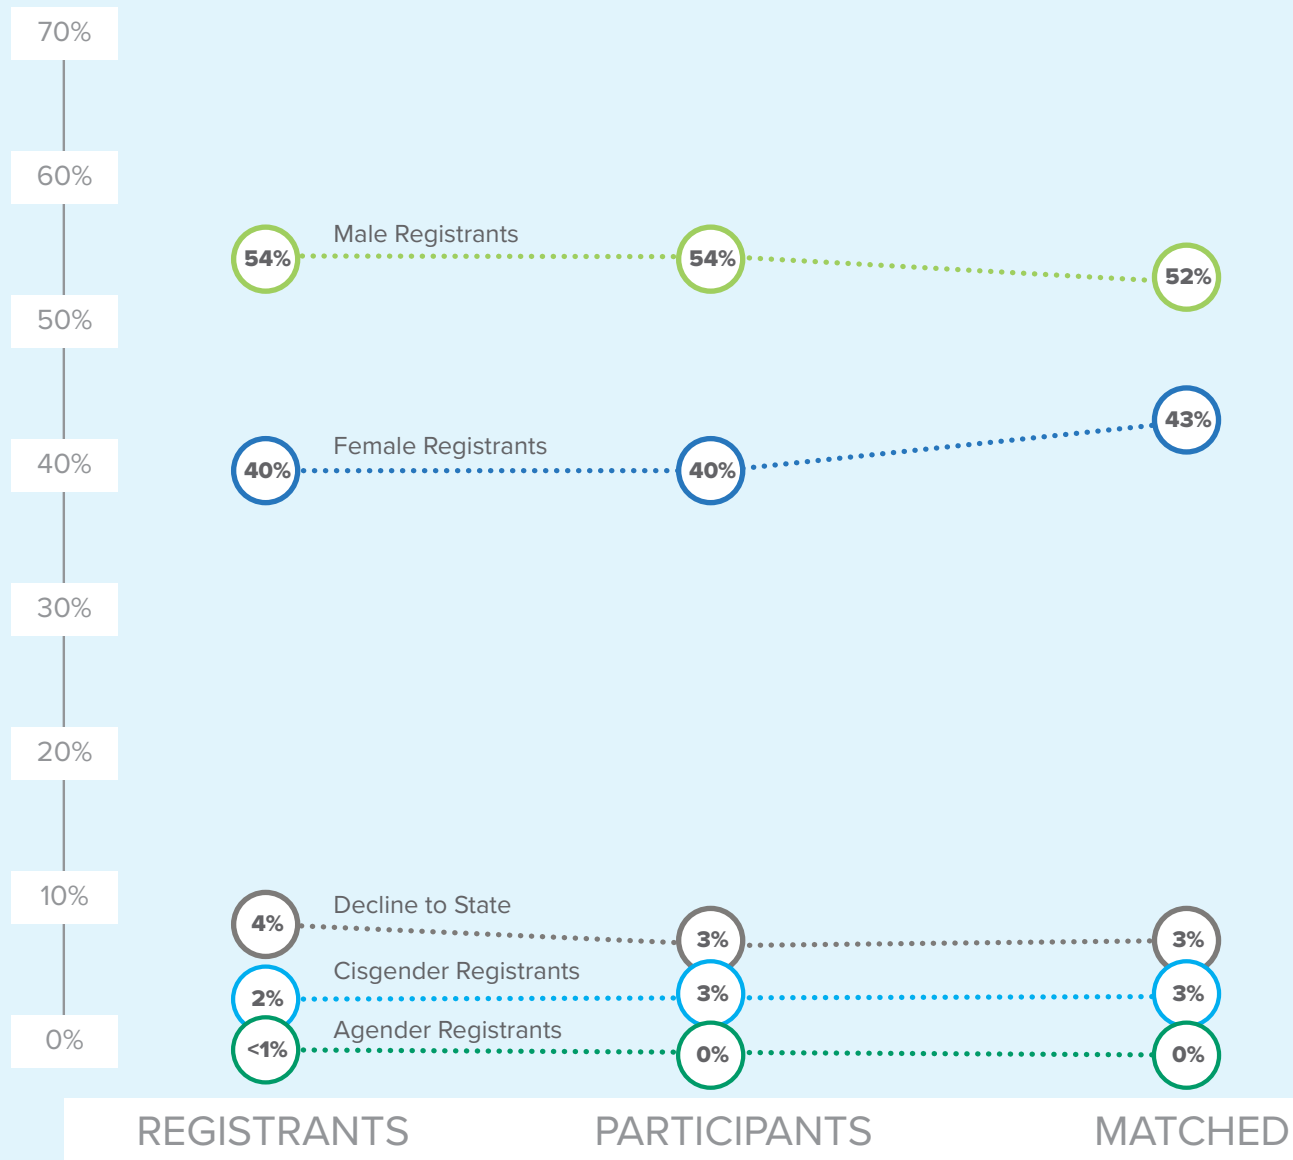 70%
60%
50%
40%
30%
20%
10%
0%
Male Registrants
54%
54%
52%
Female Registrants
40%
40%
43%
Decline to State
4%
3%
3%
Cisgender Registrants
2%
3%
3%
Agender Registrants
<1%
0%
0%
REGISTRANTS
PARTICIPANTS
MATCHED